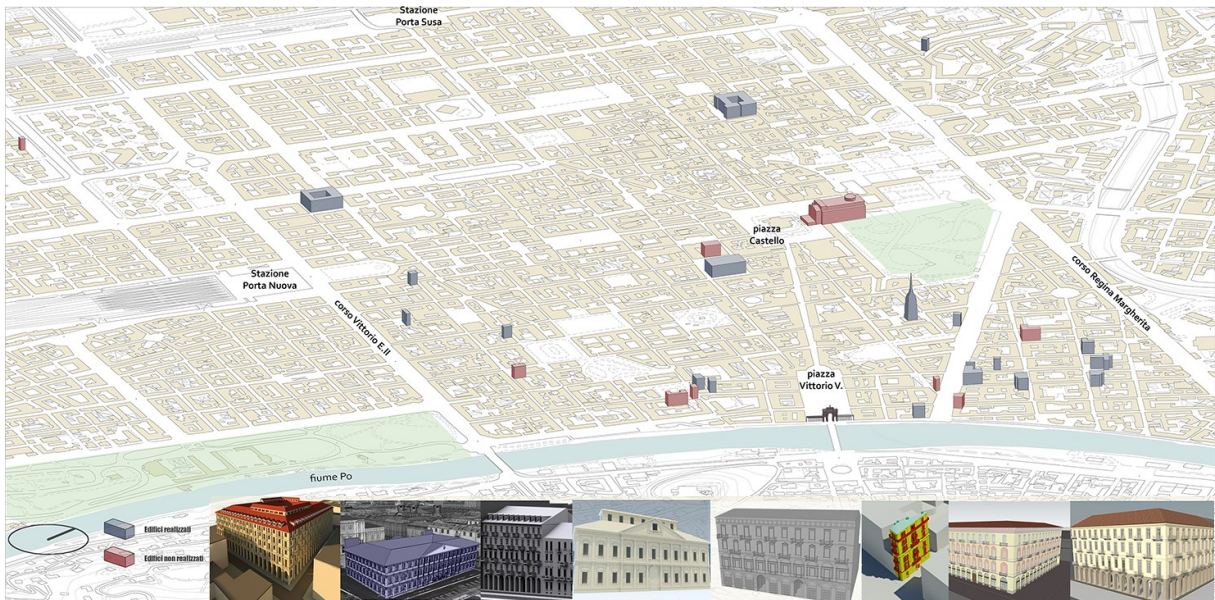 Stazione
Porta Susa
piazza
Castello
Stazione
Porta Nuova
corso Regina Margherita
corso Vittorio E.II
piazza
Vittorio V.
fiume Po
Edifici realizzati
Edifici non realizzati